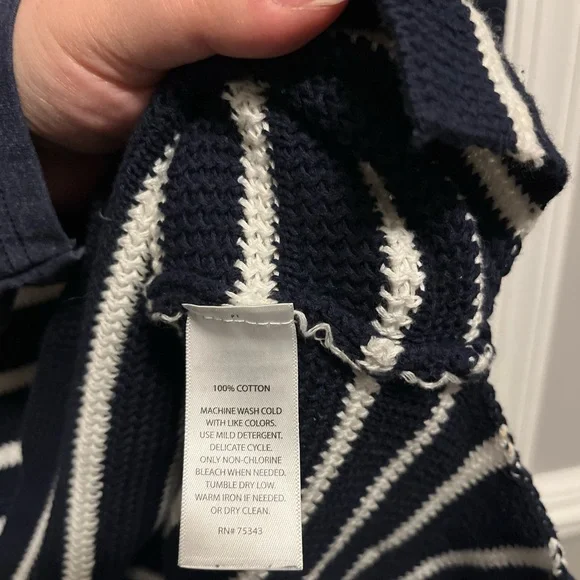 100% COTTON
MACHINE WASH COLD
WITH LIKE COLORS.
USE MILD DETERGENT.
DELICATE CYCLE.
ONLY NON-CHLORINE
BLEACH WHEN NEEDED.
TUMBLE DRY LOW.
WARM IRON IF NEEDED.
OR DRY CLEAN.
RN# 75343